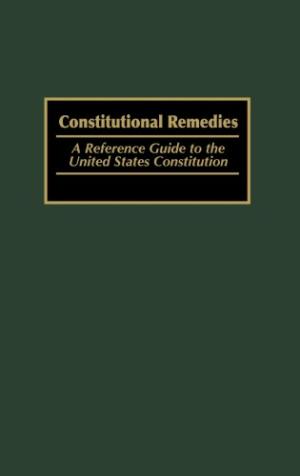 Constitutional Remedies
A Reference Guide to the
United States Constitution